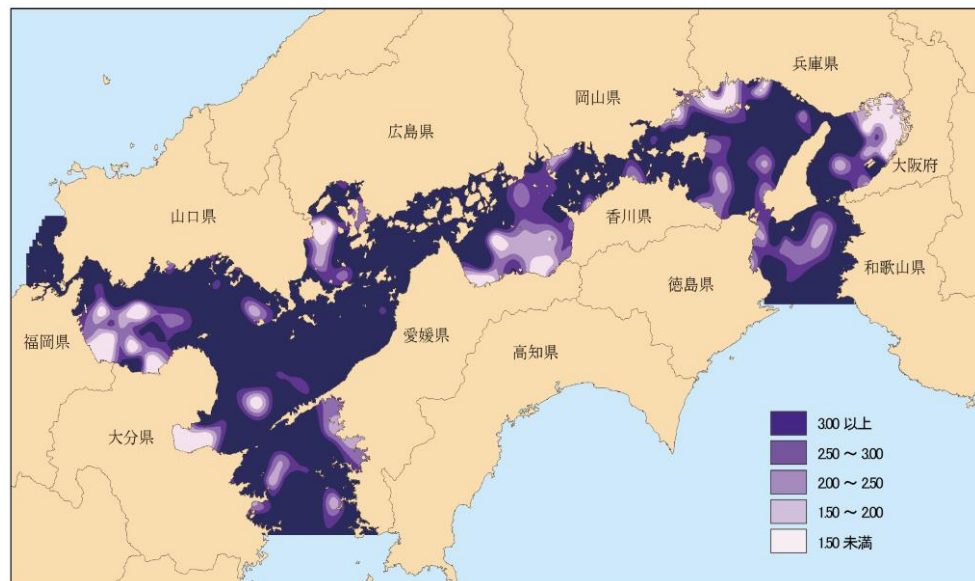 兵庫県
岡山県
広島県
大阪府
山口県
香川県
和歌山県
徳島県
福岡県
愛媛県
高知県
大分県
3.00 以上
2.50 ～ 3.00
2.00 ～ 2.50
1.50 ～ 2.00
1.50 未満